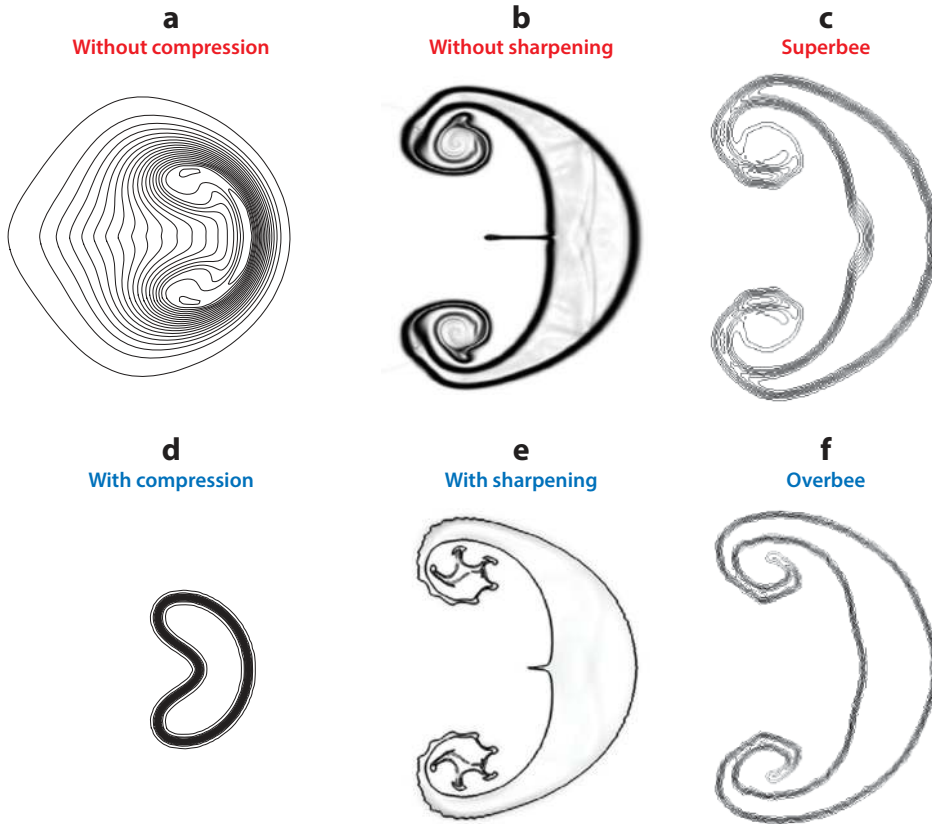 a
Without compression
b
Without sharpening
c
Superbee
d
With compression
e
With sharpening
f
Overbee